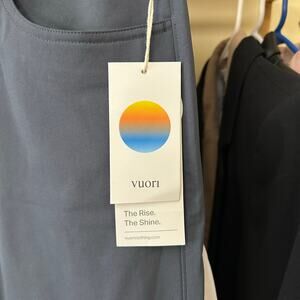 vuori
The Rise.
The Shine.
vuoriclothing.com